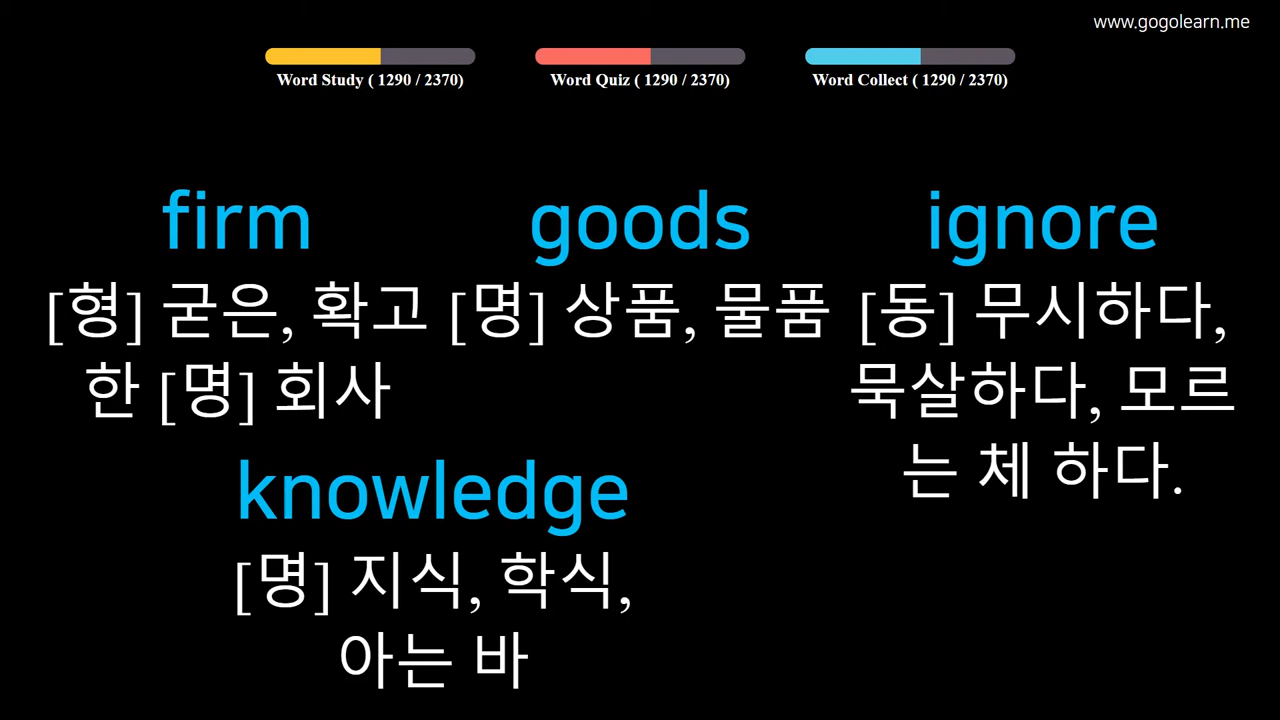 www.gogolearn.me
Word Study ( 1290 / 2370)
Word Quiz ( 1290 / 2370)
Word Collect ( 1290 / 2370)
firm
[형] 굳은, 확고
한 [명] 회사
goods
[명] 상품, 물품
ignore
[동] 무시하다,
묵살하다, 모르
는 체 하다.
knowledge
[명] 지식, 학식,
아는 바